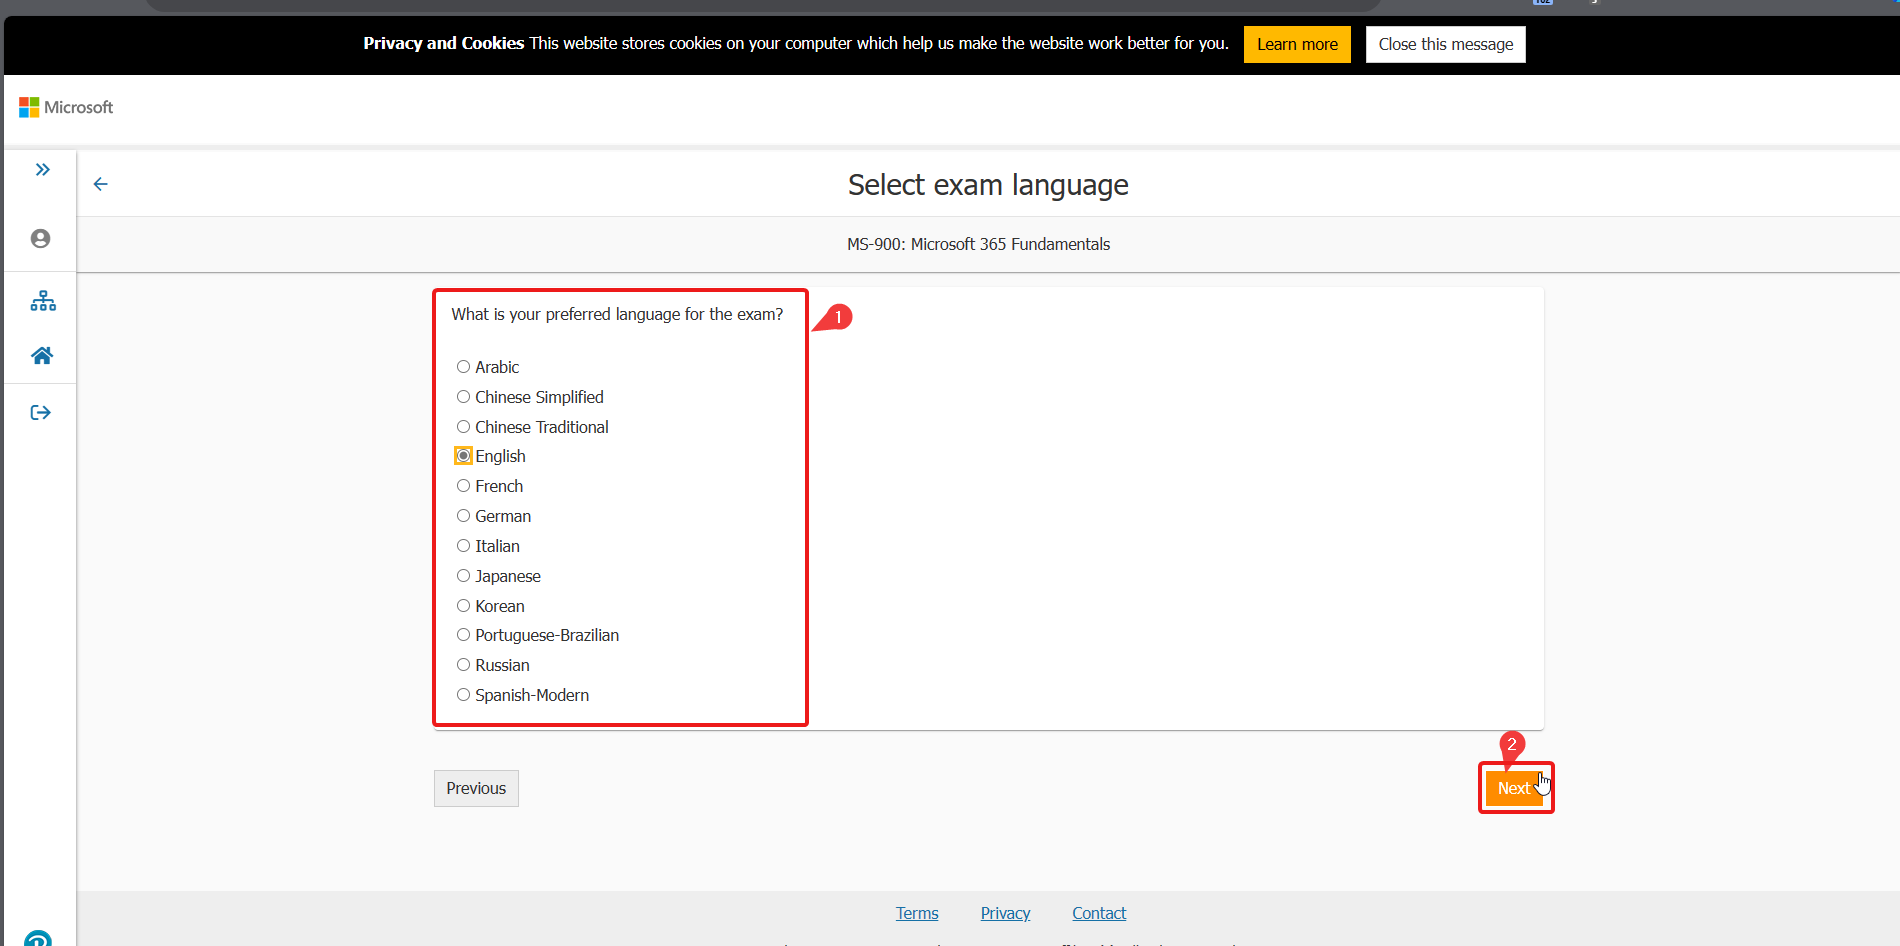 Privacy and Cookies This website stores cookies on your computer which help us make the website work better for you. Learn more Close this message
Microsoft
Select exam language
MS-900: Microsoft 365 Fundamentals
What is your preferred language for the exam?
1
Arabic
Chinese Simplified
Chinese Traditional
English
French
German
Italian
Japanese
Korean
Portuguese-Brazilian
Russian
Spanish-Modern
2
Previous Next
Terms Privacy Contact